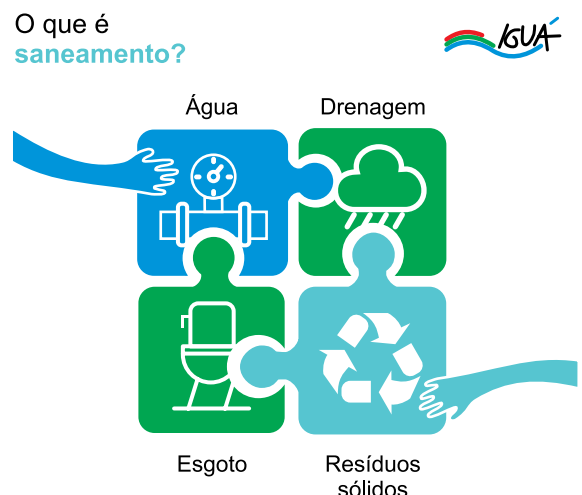 O que é
saneamento?
IGUÁ
Água
Drenagem
Esgoto
Resíduos
sólidos